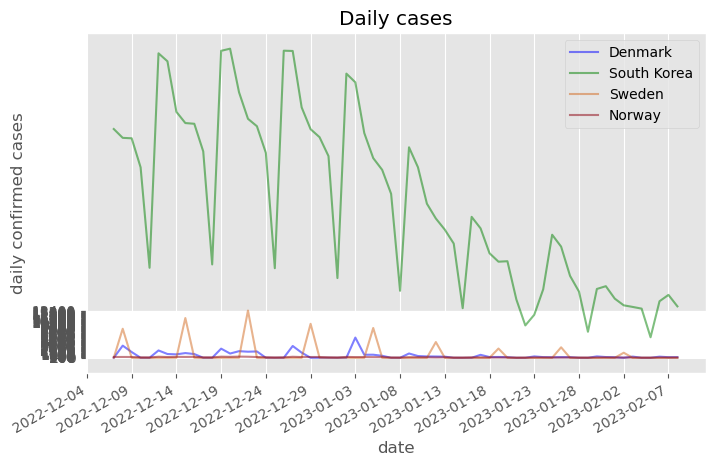 Daily cases
Denmark
South Korea
Sweden
Norway
daily confirmed cases
2022-12-04
2022-12-09
2022-12-14
2022-12-19
2022-12-24
2022-12-29
2023-01-03
2023-01-08
2023-01-13
2023-01-18
2023-01-23
2023-01-28
2023-02-02
2023-02-07
date